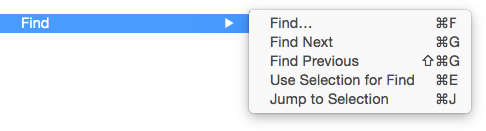 Find ▶ Find… ⌘F
Find Next ⌘G
Find Previous ⇧⌘G
Use Selection for Find ⌘E
Jump to Selection ⌘J